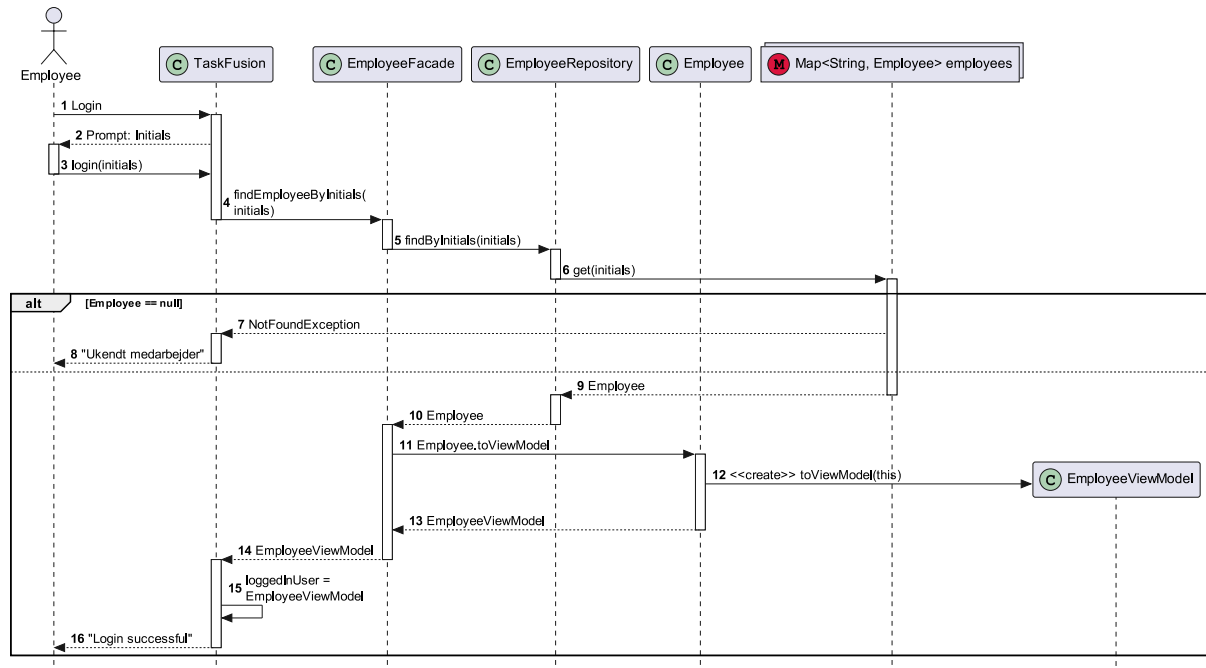 Employee
C TaskFusion
C EmployeeFacade
C EmployeeRepository
C Employee
M Map<String, Employee> employees
1 Login
2 Prompt: Initials
3 login(initials)
4 findEmployeeByInitials(
initials)
5 findByInitials(initials)
6 get(initials)
alt [Employee == null]
7 NotFoundException
8 "Ukendt medarbejder"
9 Employee
10 Employee
11 Employee.toViewModel
12 <<create>> toViewModel(this)
C EmployeeViewModel
13 EmployeeViewModel
14 EmployeeViewModel
15 loggedInUser =
EmployeeViewModel
16 "Login successful"